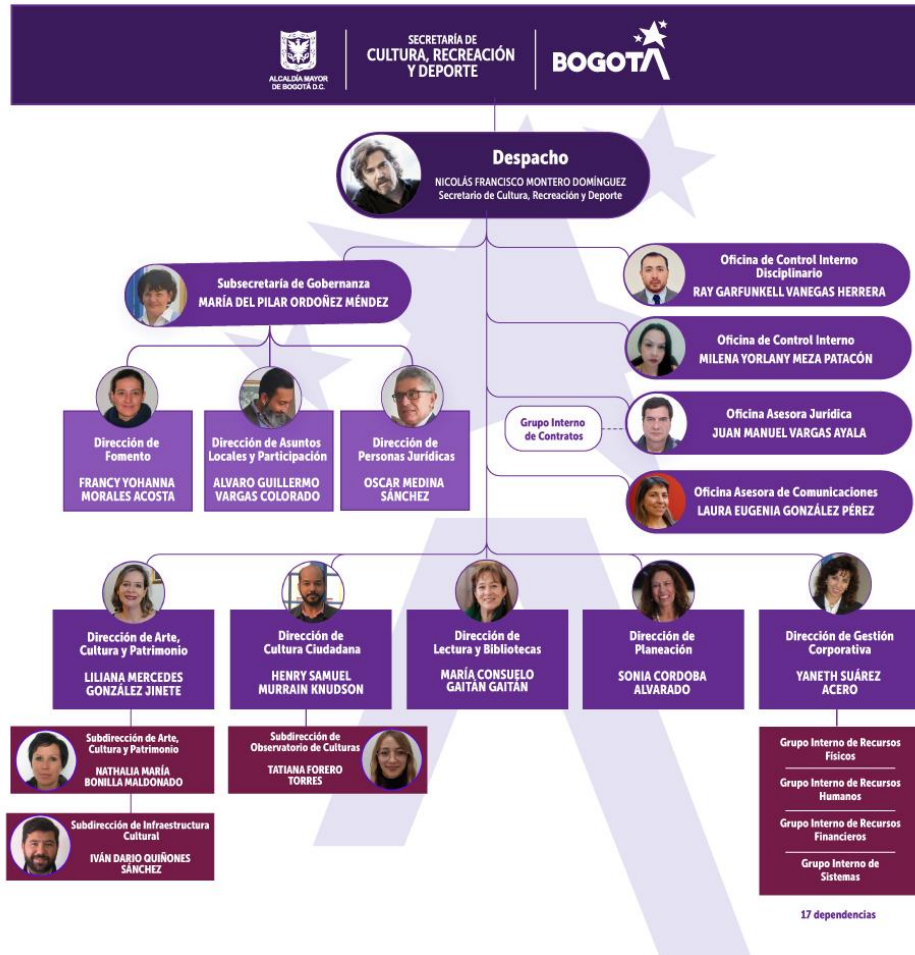 ALCALDÍA MAYOR
DE BOGOTÁ D.C.
SECRETARÍA DE
CULTURA, RECREACIÓN
Y DEPORTE
BOGOTÁ
Despacho
NICOLÁS FRANCISCO MONTERO DOMÍNGUEZ
Secretario de Cultura, Recreación y Deporte
Subsecretaría de Gobernanza
MARÍA DEL PILAR ORDOÑEZ MÉNDEZ
Oficina de Control Interno
Disciplinario
RAY GARFUNKELL VANEGAS HERRERA
Oficina de Control Interno
MILENA YORLANY MEZA PATACÓN
Grupo Interno
de Contratos
Oficina Asesora Jurídica
JUAN MANUEL VARGAS AYALA
Oficina Asesora de Comunicaciones
LAURA EUGENIA GONZÁLEZ PÉREZ
Dirección de
Fomento
FRANCY YOHANNA
MORALES ACOSTA
Dirección de Asuntos
Locales y Participación
ALVARO GUILLERMO
VARGAS COLORADO
Dirección de
Personas Jurídicas
OSCAR MEDINA
SÁNCHEZ
Dirección de Arte,
Cultura y Patrimonio
LILIANA MERCEDES
GONZÁLEZ JINETE
Dirección de
Cultura Ciudadana
HENRY SAMUEL
MURRAIN KNUDSON
Dirección de
Lectura y Bibliotecas
MARÍA CONSUELO
GAITÁN GAITÁN
Dirección de
Planeación
SONIA CORDOBA
ALVARADO
Dirección de Gestión
Corporativa
YANETH SUÁREZ
ACERO
Subdirección de Arte,
Cultura y Patrimonio
NATHALIA MARÍA
BONILLA MALDONADO
Subdirección de
Observatorio de Culturas
TATIANA FORERO
TORRES
Subdirección de Infraestructura
Cultural
IVÁN DARIO QUIÑONES
SÁNCHEZ
Grupo Interno de Recursos
Físicos
Grupo Interno de Recursos
Humanos
Grupo Interno de Recursos
Financieros
Grupo Interno de
Sistemas
17 dependencias